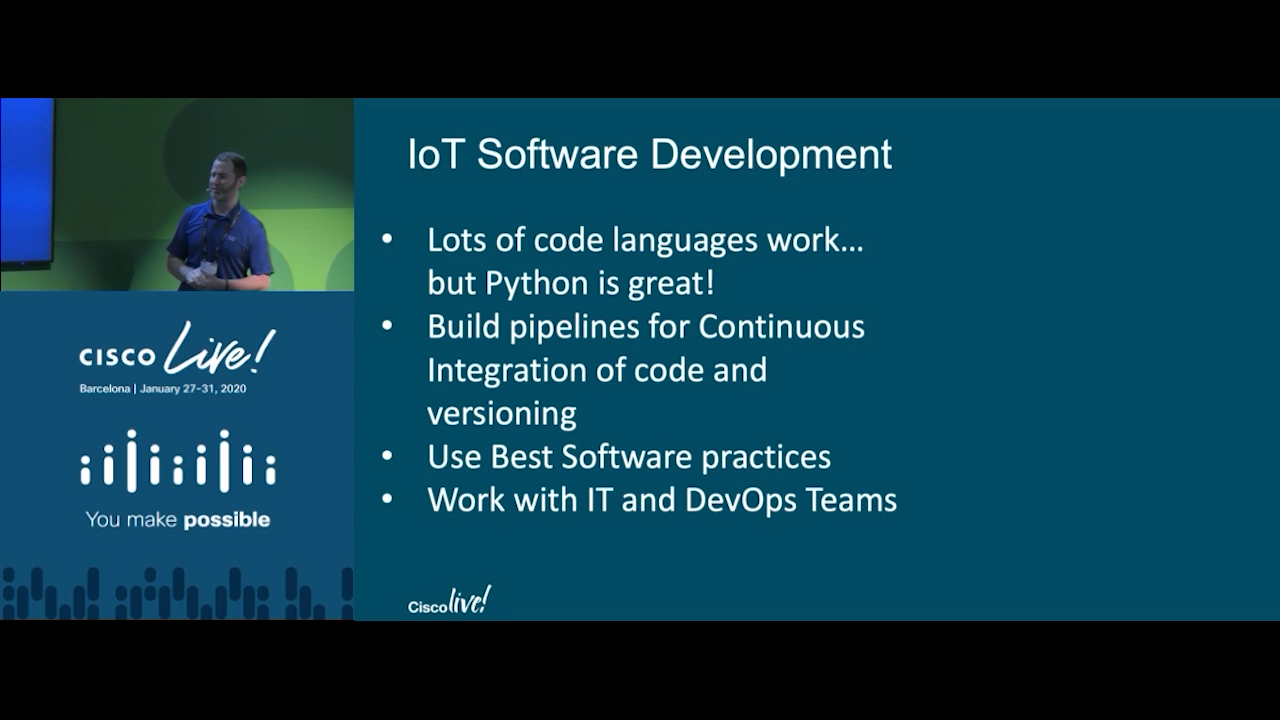 IoT Software Development
• Lots of code languages work...
but Python is great!
• Build pipelines for Continuous
Integration of code and
versioning
• Use Best Software practices
• Work with IT and DevOps Teams
CISCO Live!
Barcelona | January 27-31, 2020
You make possible
Cisco live!